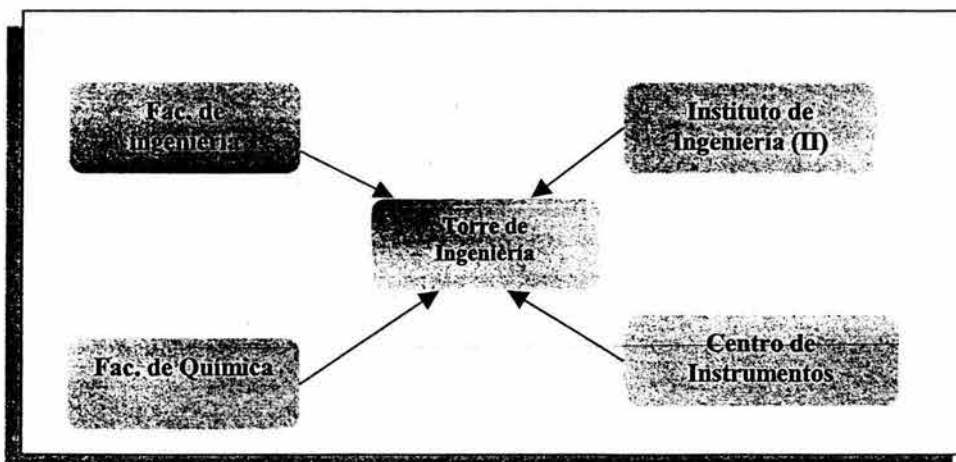 Fac. de
Ingeniería
Instituto de
Ingeniería (II)
Torre de
Ingeniería
Fac. de Química
Centro de
Instrumentos